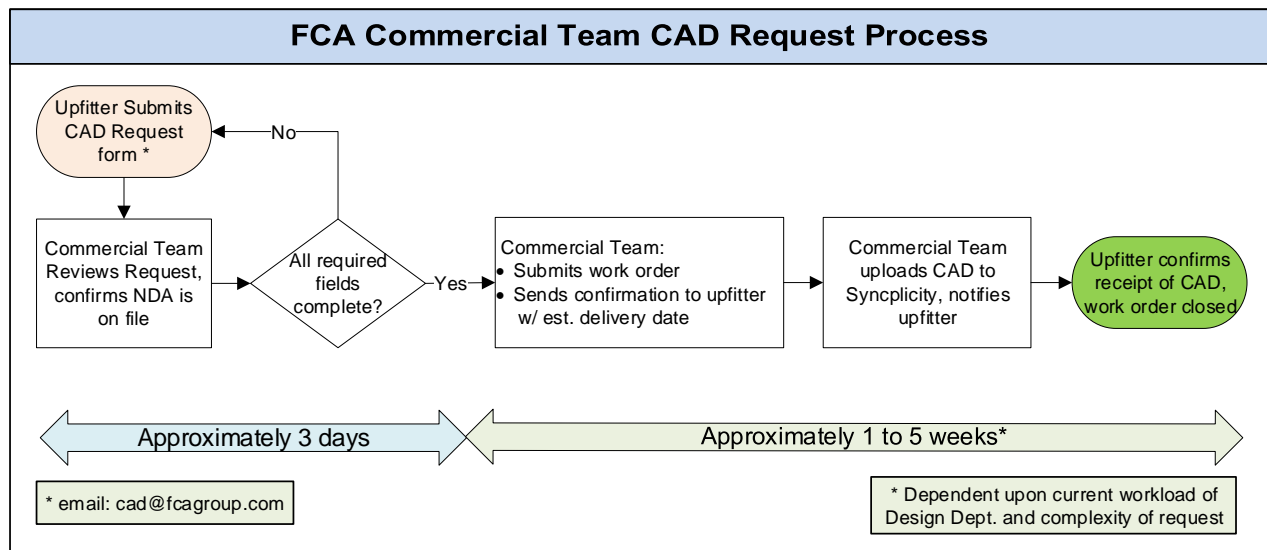 FCA Commercial Team CAD Request Process
Upfitter Submits
CAD Request
form *
No
Commercial Team
Reviews Request,
confirms NDA is
on file
All required
fields
complete?
Yes
Commercial Team:
• Submits work order
• Sends confirmation to upfitter
w/ est. delivery date
Commercial Team
uploads CAD to
Syncplicity, notifies
upfitter
Upfitter confirms
receipt of CAD,
work order closed
Approximately 3 days
Approximately 1 to 5 weeks*
* email: cad@fcagroup.com
* Dependent upon current workload of
Design Dept. and complexity of request